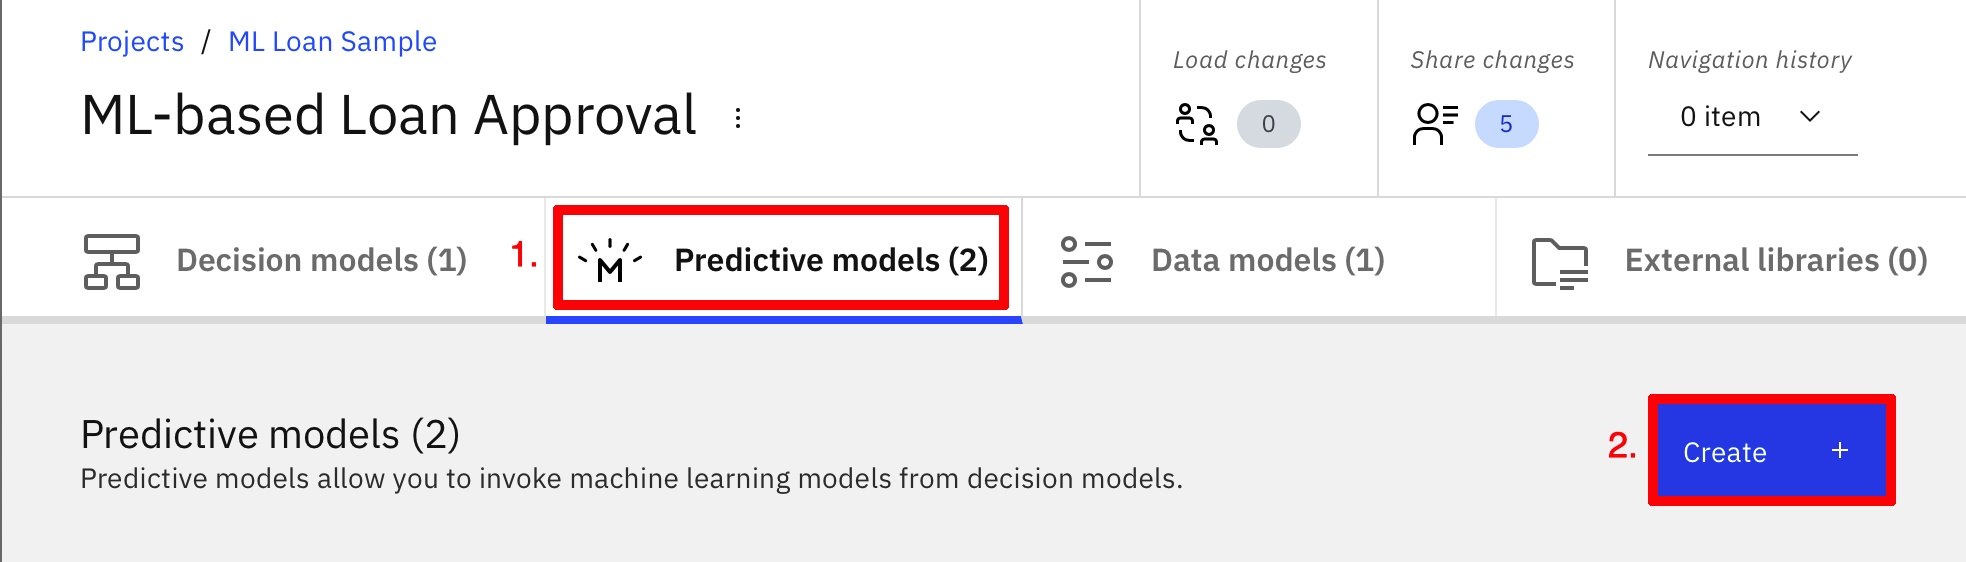 Projects / ML Loan Sample
ML-based Loan Approval
Load changes
0
Share changes
5
Navigation history
0 item
Decision models (1)
1.
Predictive models (2)
Data models (1)
External libraries (0)
Predictive models (2)
Predictive models allow you to invoke machine learning models from decision models.
2.
Create +